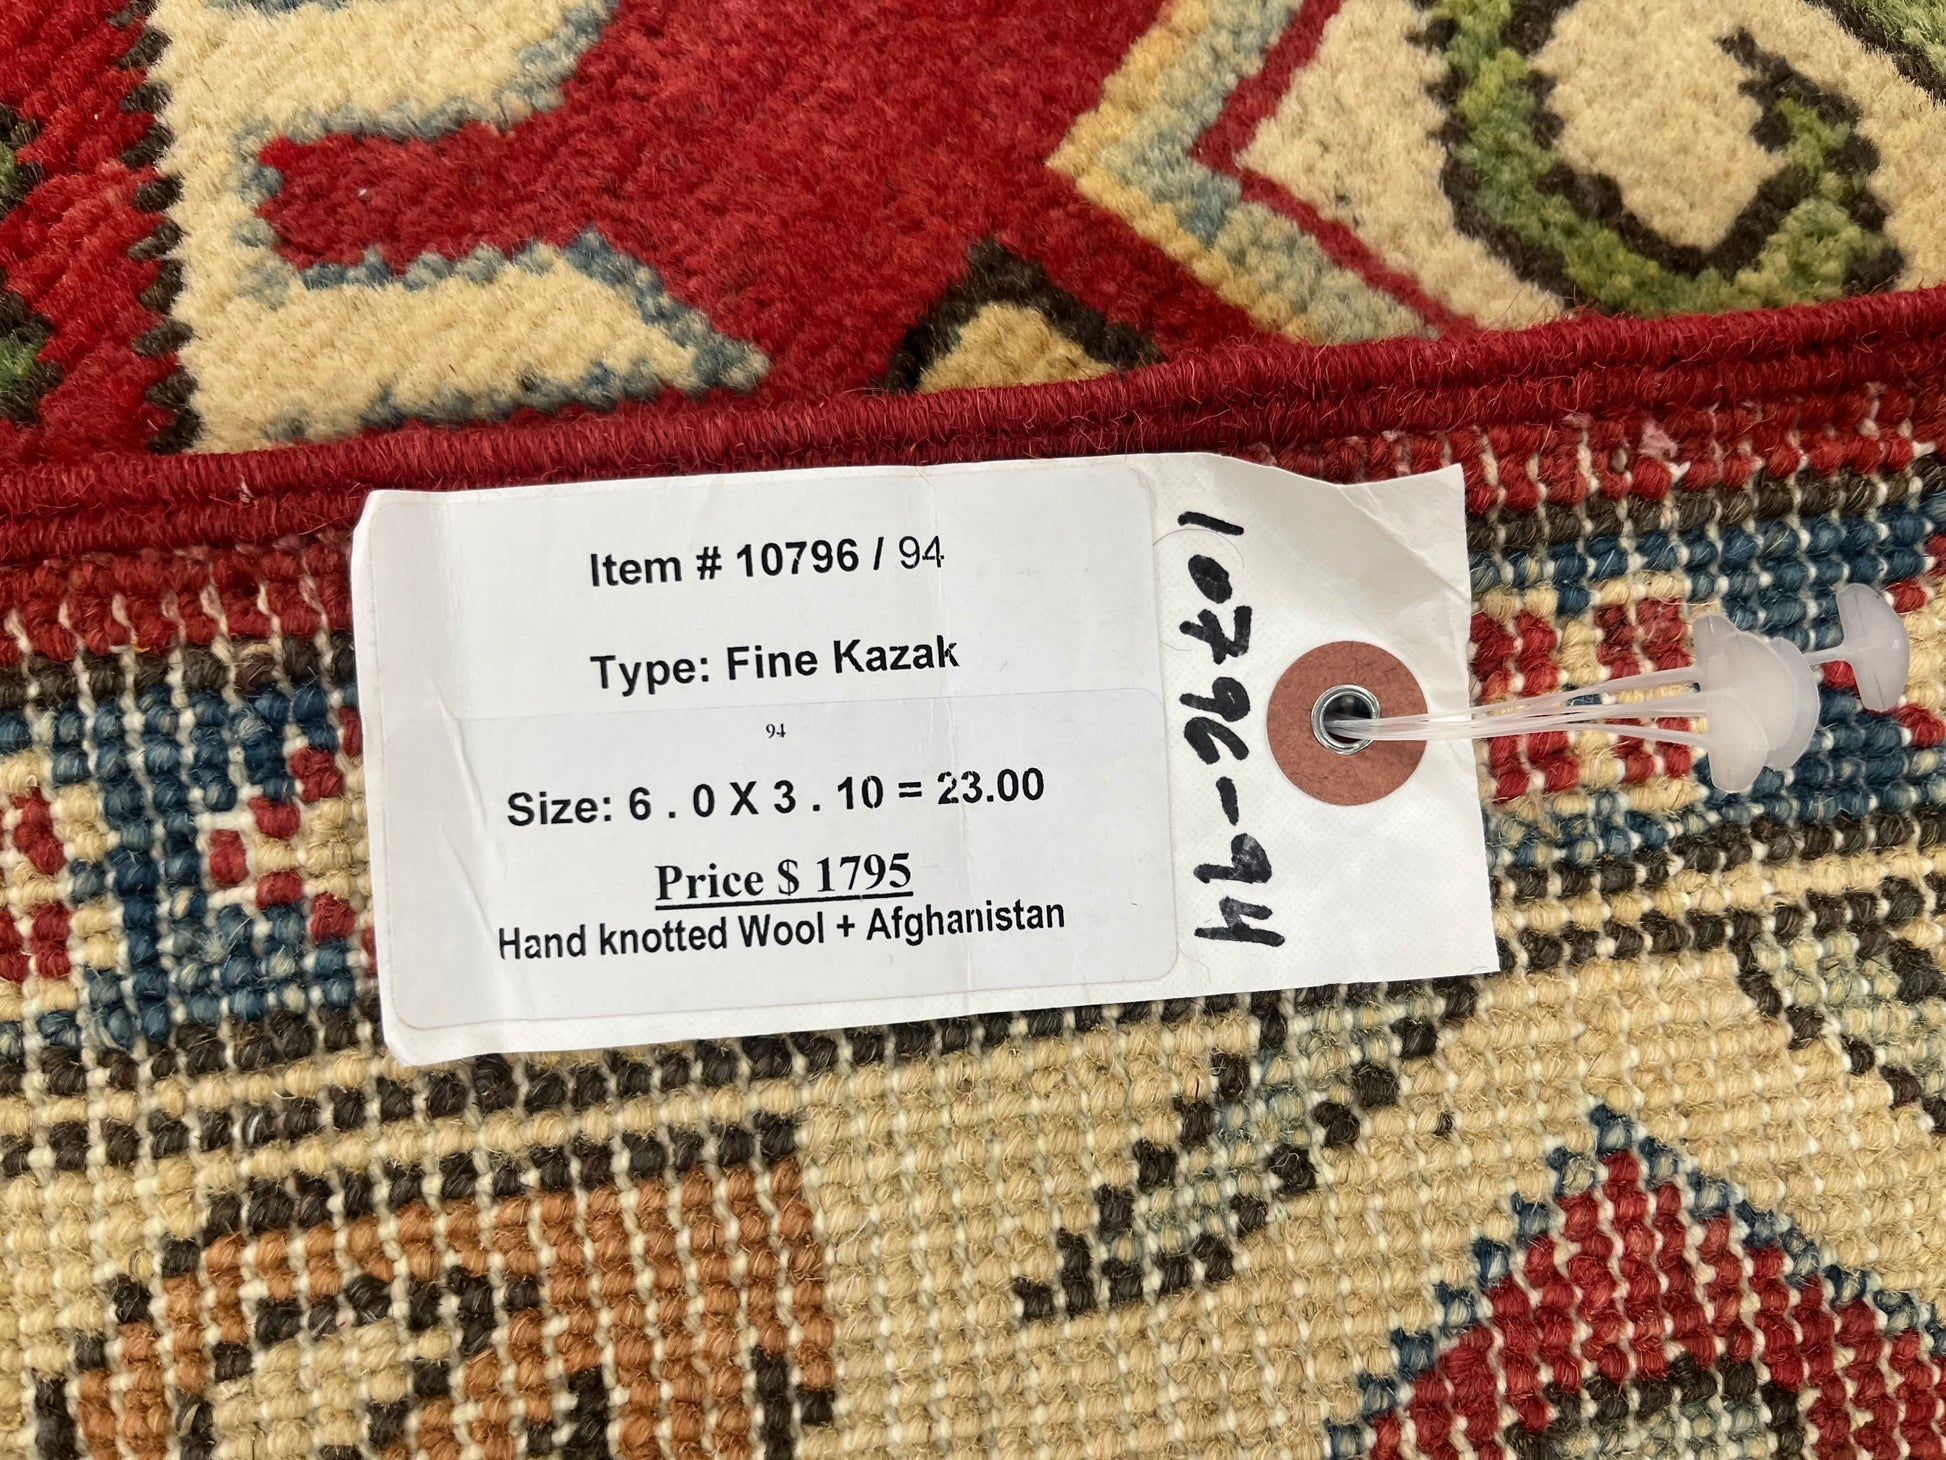 Item # 10796 / 94
Type: Fine Kazak
94
Size: 6 . 0 X 3 . 10 = 23.00
Price $ 1795
Hand knotted Wool + Afghanistan
10796-94